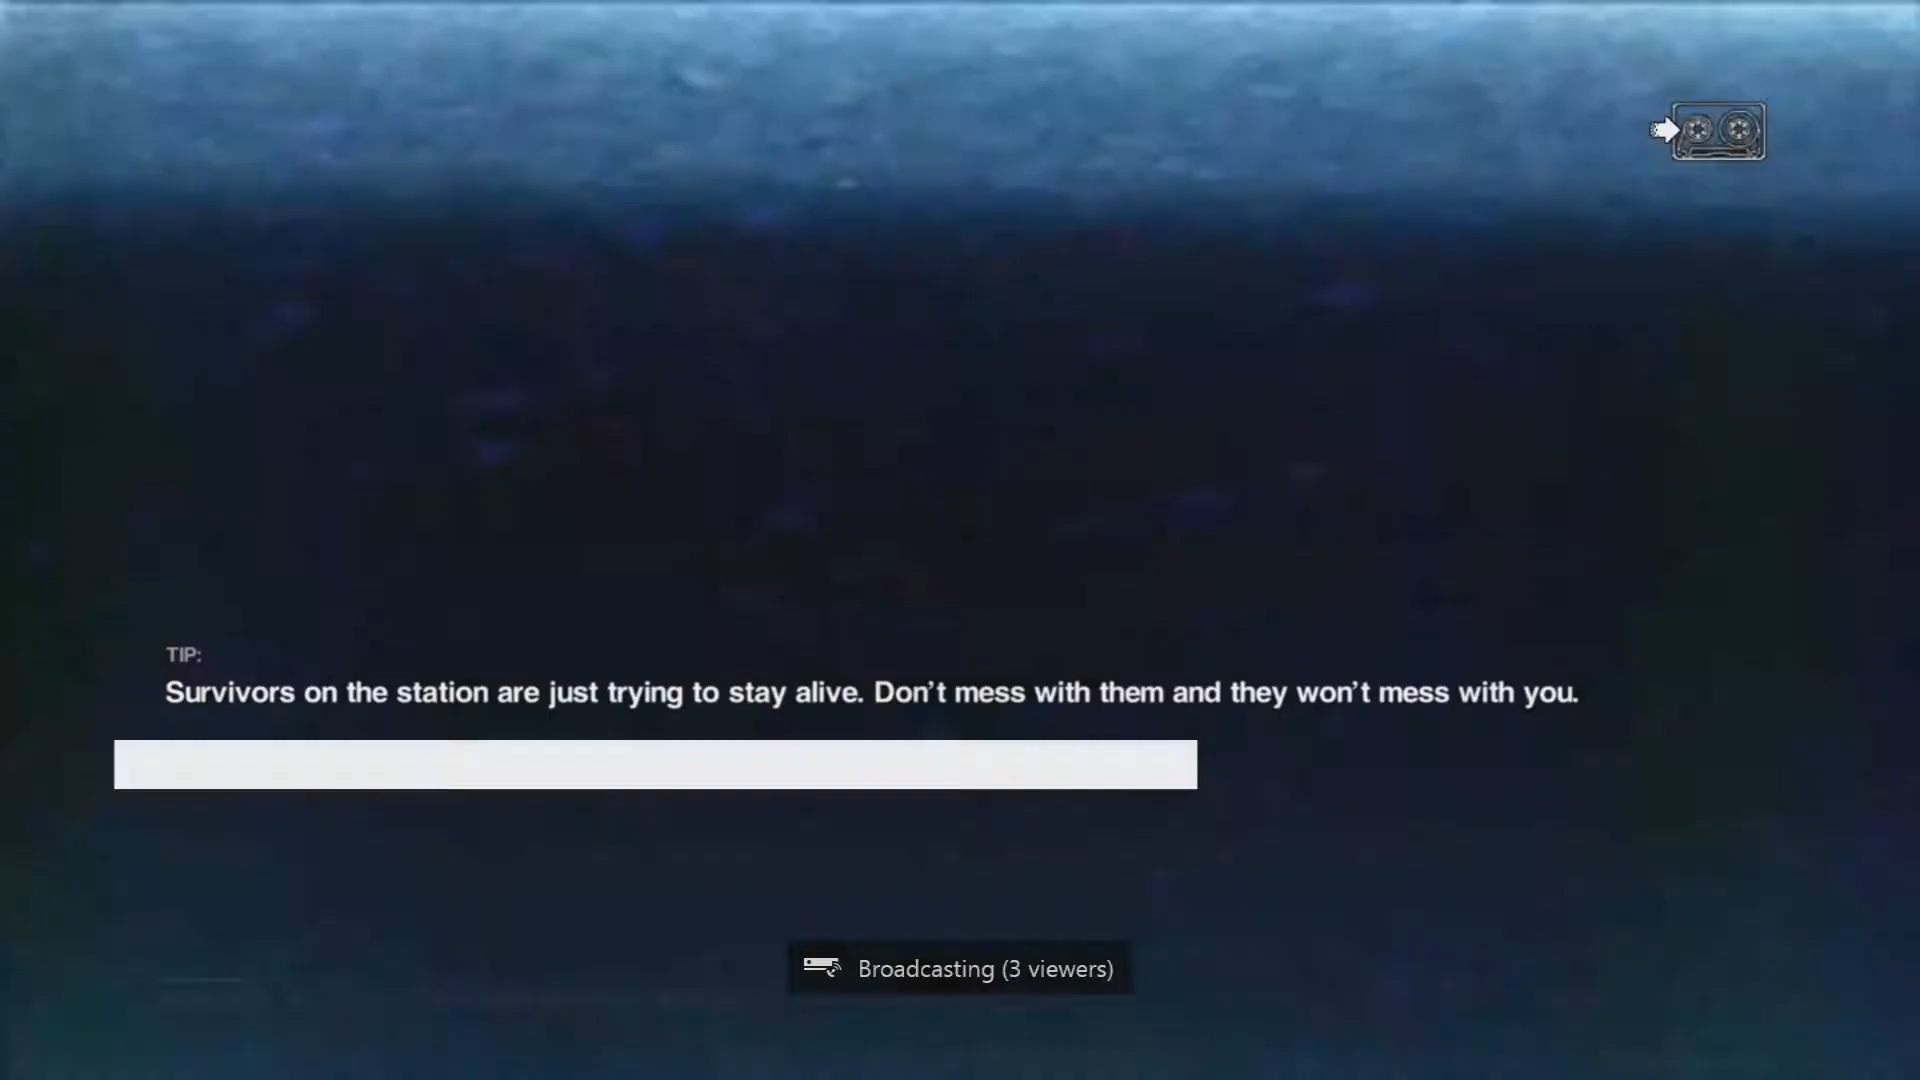 TIP:
Survivors on the station are just trying to stay alive. Don't mess with them and they won't mess with you.
Broadcasting (3 viewers)